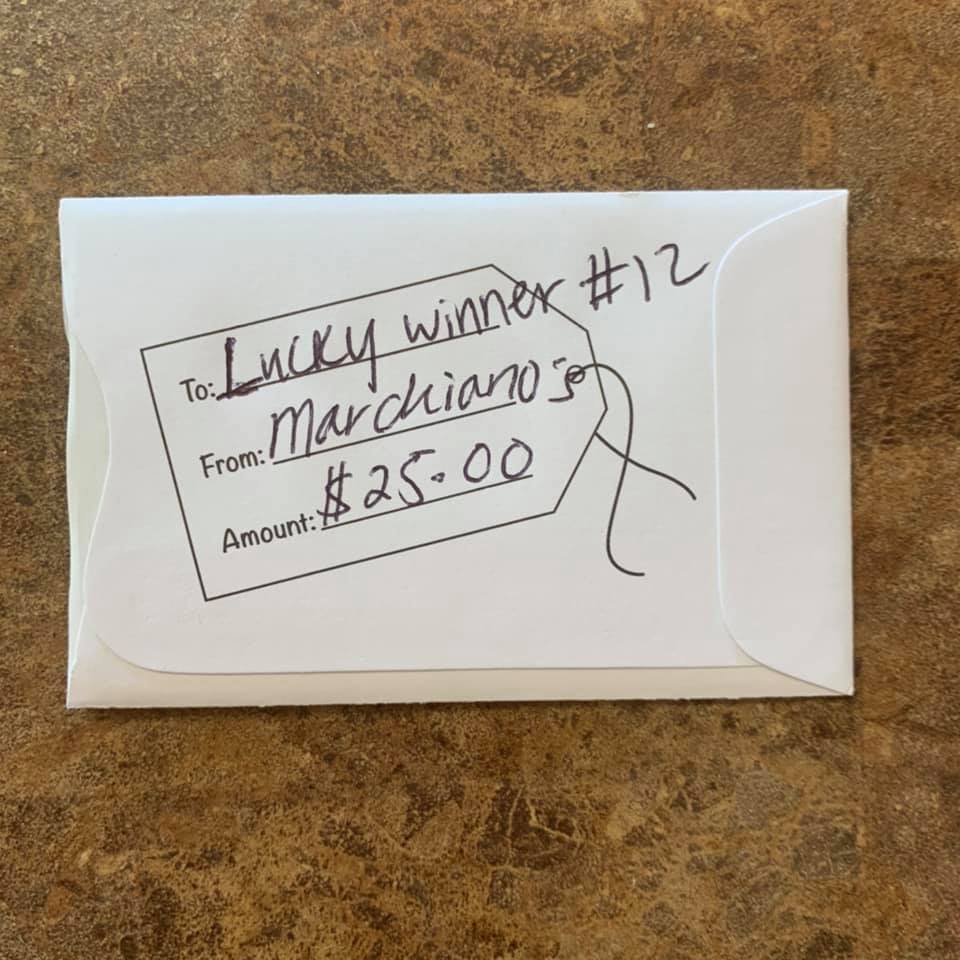 To: Lucky winner #12
From: Marchiano's
Amount: $25.00